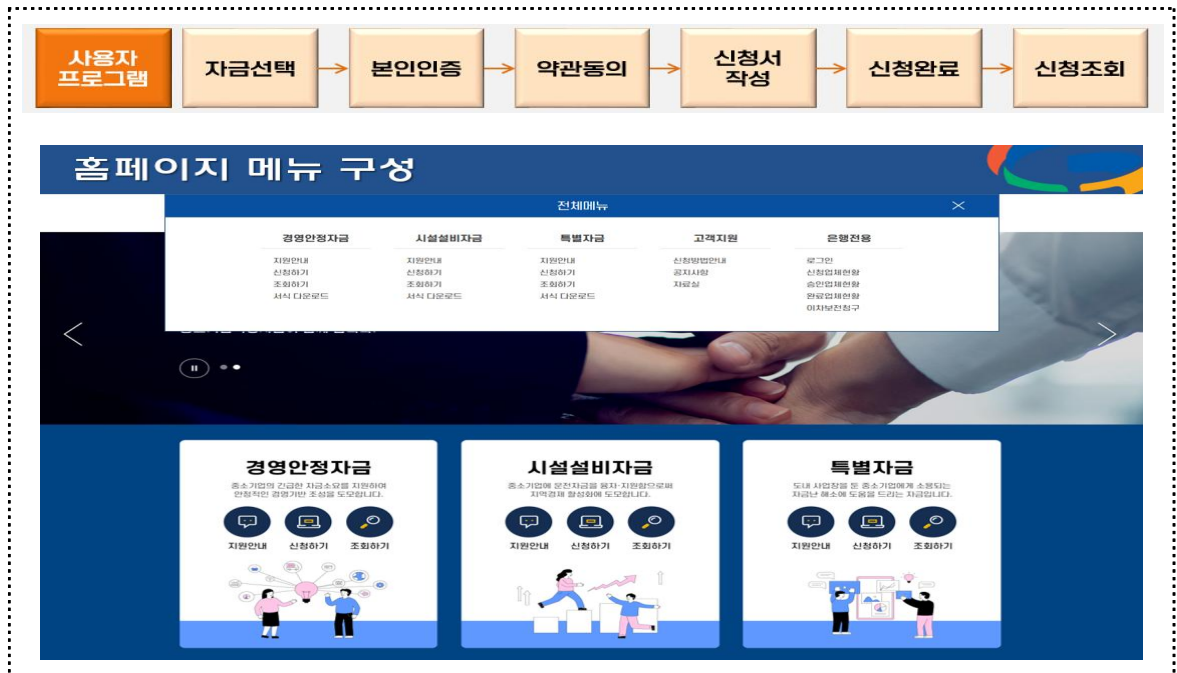 사용자
프로그램
자금선택
본인인증
약관동의
신청서
작성
신청완료
신청조회
홈페이지 메뉴 구성
전체메뉴
경영안정자금
지원안내
신청하기
조회하기
서식 다운로드
시설설비자금
지원안내
신청하기
조회하기
서식 다운로드
특별자금
지원안내
신청하기
조회하기
서식 다운로드
고객지원
신청방법안내
공지사항
자료실
은행전용
로그인
신청업체현황
승인업체현황
완료업체현황
이차보전청구
경영안정자금
중소기업의 긴급한 자금소요를 지원하여
안정적인 경영기반 조성을 도모합니다.
지원안내
신청하기
조회하기
시설설비자금
중소기업에 운전자금을 융자·지원함으로써
지역경제 활성화에 도모합니다.
지원안내
신청하기
조회하기
특별자금
도내 사업장을 둔 중소기업에게 소용되는
자금난 해소에 도움을 드리는 자금입니다.
지원안내
신청하기
조회하기